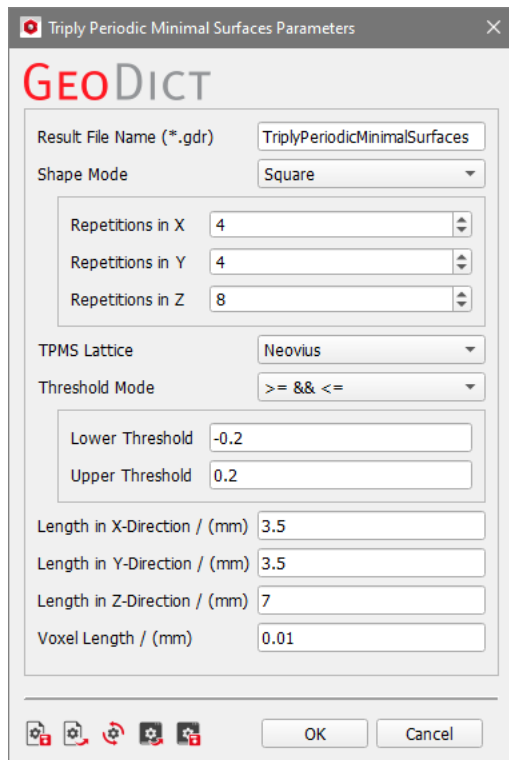 Triply Periodic Minimal Surfaces Parameters
GEODICT
Result File Name (*.gdr) TriplyPeriodicMinimalSurfaces
Shape Mode Square
Repetitions in X 4
Repetitions in Y 4
Repetitions in Z 8
TPMS Lattice Neovius
Threshold Mode >= && <=
Lower Threshold -0.2
Upper Threshold 0.2
Length in X-Direction / (mm) 3.5
Length in Y-Direction / (mm) 3.5
Length in Z-Direction / (mm) 7
Voxel Length / (mm) 0.01
OK Cancel